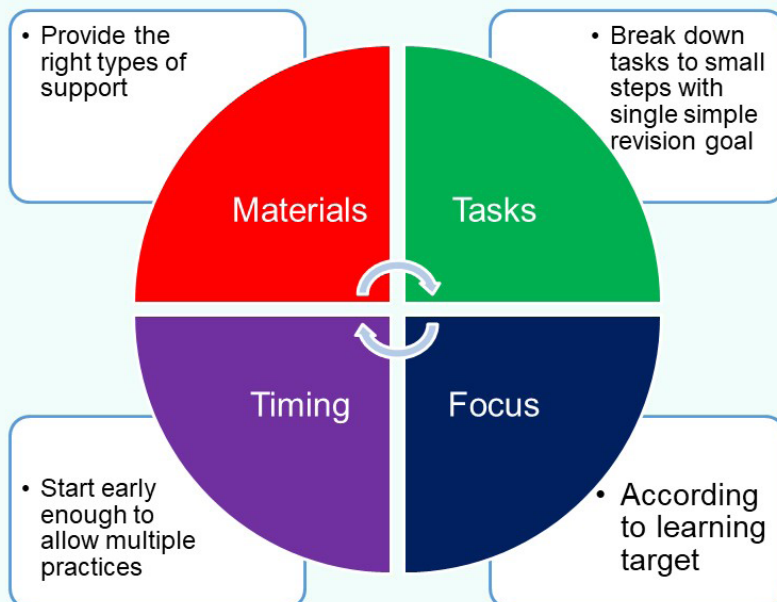 • Provide the
right types of
support
• Break down
tasks to small
steps with
single simple
revision goal
Materials
Tasks
Timing
Focus
• Start early
enough to
allow multiple
practices
• According
to learning
target